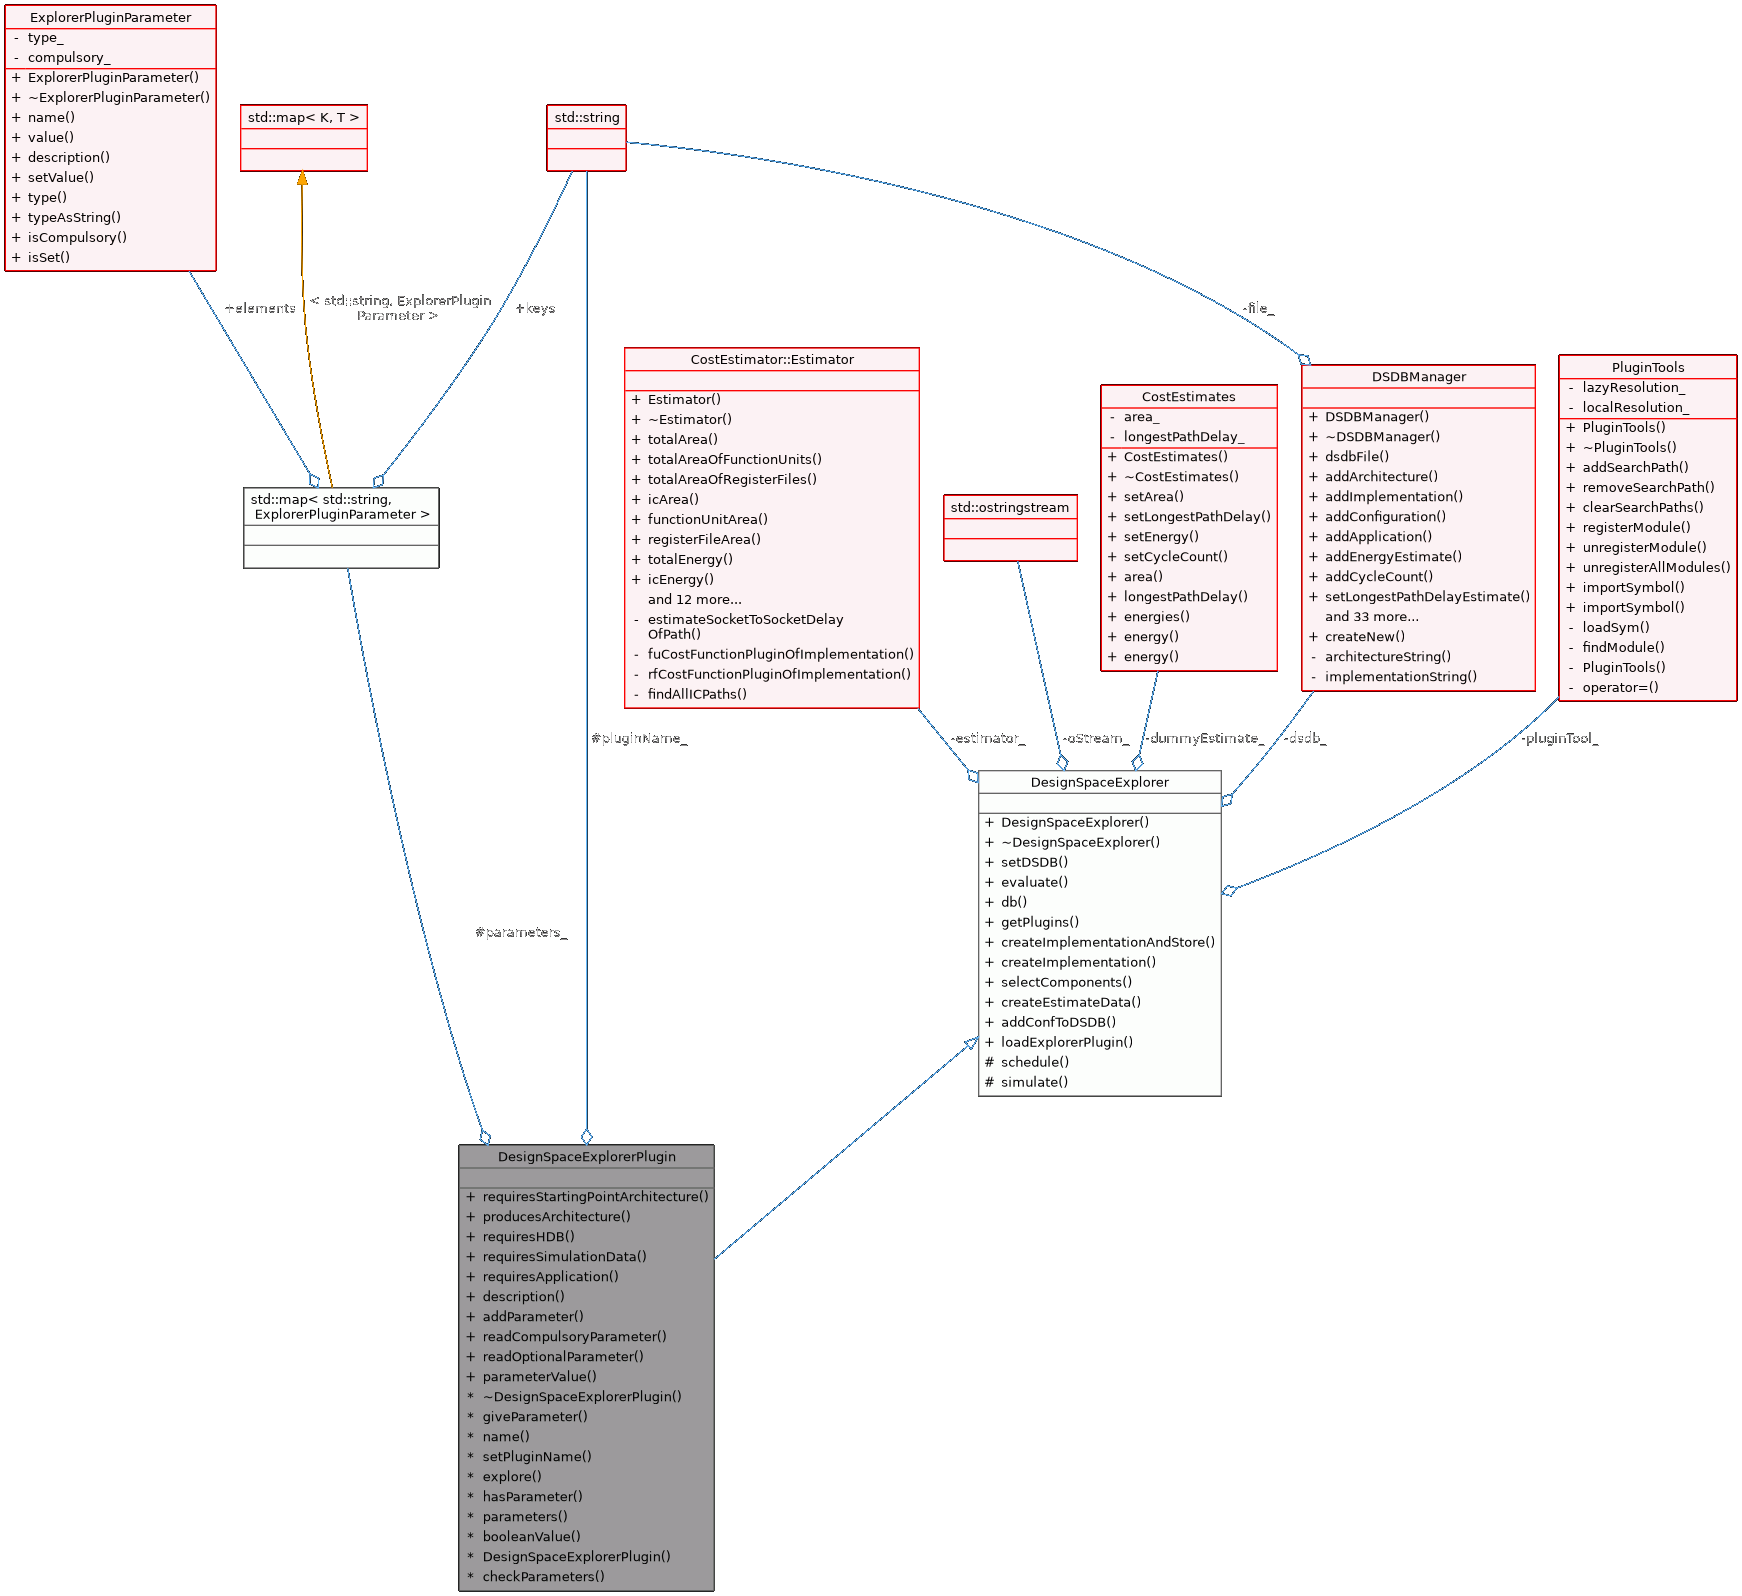 ExplorerPluginParameter
- type_
- compulsory_
+ ExplorerPluginParameter()
+ ~ExplorerPluginParameter()
+ name()
+ value()
+ description()
+ setValue()
+ type()
+ typeAsString()
+ isCompulsory()
+ isSet()
std::map< K, T >
std::string
+elements
< std::string, ExplorerPlugin
Parameter >
+keys
-file_
std::map< std::string,
ExplorerPluginParameter >
CostEstimator::Estimator
+ Estimator()
+ ~Estimator()
+ totalArea()
+ totalAreaOfFunctionUnits()
+ totalAreaOfRegisterFiles()
+ icArea()
+ functionUnitArea()
+ registerFileArea()
+ totalEnergy()
+ icEnergy()
and 12 more...
- estimateSocketToSocketDelay
OfPath()
- fuCostFunctionPluginOfImplementation()
- rfCostFunctionPluginOfImplementation()
- findAllICPaths()
std::ostringstream
CostEstimates
- area_
- longestPathDelay_
+ CostEstimates()
+ ~CostEstimates()
+ setArea()
+ setLongestPathDelay()
+ setEnergy()
+ setCycleCount()
+ area()
+ longestPathDelay()
+ energies()
+ energy()
+ energy()
DSDBManager
+ DSDBManager()
+ ~DSDBManager()
+ dsdbFile()
+ addArchitecture()
+ addImplementation()
+ addConfiguration()
+ addApplication()
+ addEnergyEstimate()
+ addCycleCount()
+ setLongestPathDelayEstimate()
and 33 more...
+ createNew()
- architectureString()
- implementationString()
PluginTools
- lazyResolution_
- localResolution_
+ PluginTools()
+ ~PluginTools()
+ addSearchPath()
+ removeSearchPath()
+ clearSearchPaths()
+ registerModule()
+ unregisterModule()
+ unregisterAllModules()
+ importSymbol()
+ importSymbol()
- loadSym()
- findModule()
- PluginTools()
- operator=()
#pluginName_
-estimator_
-oStream_
-dummyEstimate_
-dsdb_
-pluginTool_
DesignSpaceExplorer
+ DesignSpaceExplorer()
+ ~DesignSpaceExplorer()
+ setDSDB()
+ evaluate()
+ db()
+ getPlugins()
+ createImplementationAndStore()
+ createImplementation()
+ selectComponents()
+ createEstimateData()
+ addConfToDSDB()
+ loadExplorerPlugin()
# schedule()
# simulate()
#parameters_
DesignSpaceExplorerPlugin
+ requiresStartingPointArchitecture()
+ producesArchitecture()
+ requiresHDB()
+ requiresSimulationData()
+ requiresApplication()
+ description()
+ addParameter()
+ readCompulsoryParameter()
+ readOptionalParameter()
+ parameterValue()
* ~DesignSpaceExplorerPlugin()
* giveParameter()
* name()
* setPluginName()
* explore()
* hasParameter()
* parameters()
* booleanValue()
* DesignSpaceExplorerPlugin()
* checkParameters()